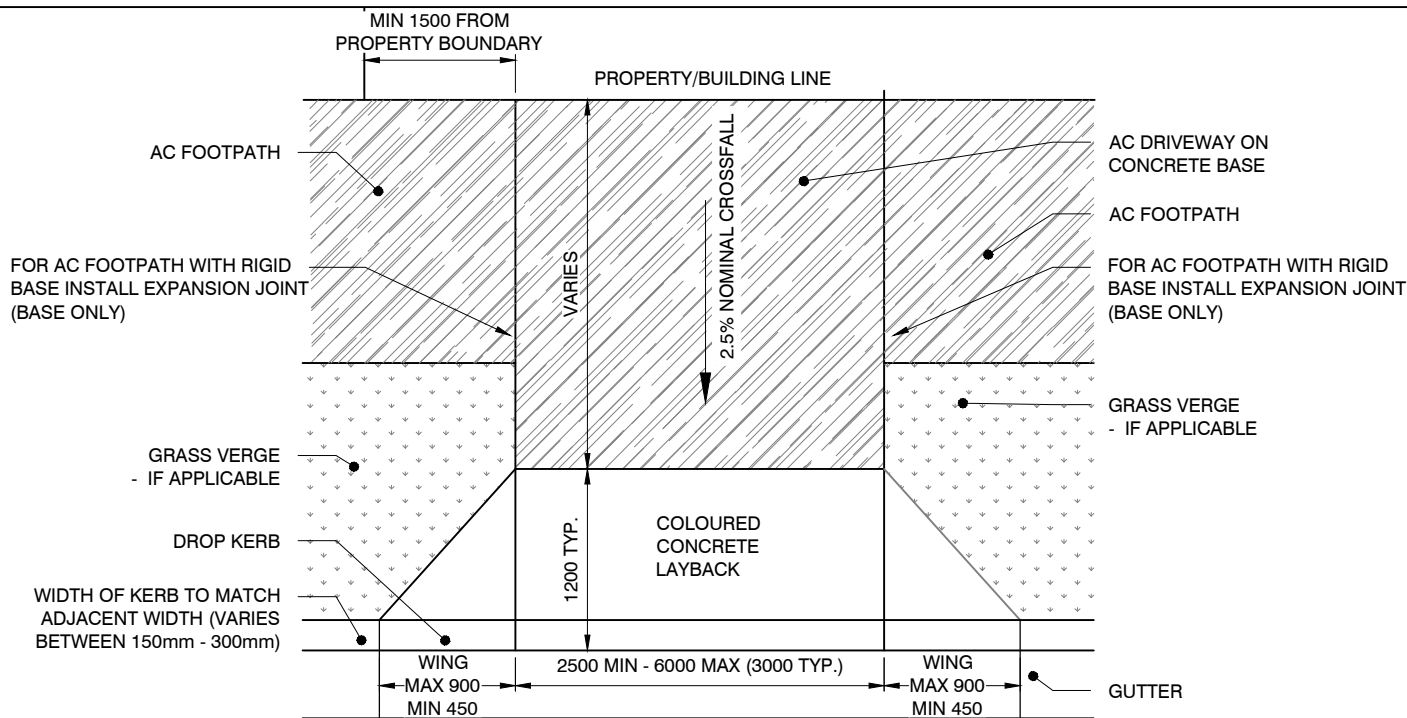 MIN 1500 FROM
PROPERTY BOUNDARY
PROPERTY/BUILDING LINE
AC FOOTPATH
FOR AC FOOTPATH WITH RIGID
BASE INSTALL EXPANSION JOINT
(BASE ONLY)
GRASS VERGE
- IF APPLICABLE
DROP KERB
WIDTH OF KERB TO MATCH
ADJACENT WIDTH (VARIES
BETWEEN 150mm - 300mm)
VARIES
2.5% NOMINAL CROSSFALL
1200 TYP.
COLOURED
CONCRETE
LAYBACK
AC DRIVEWAY ON
CONCRETE BASE
AC FOOTPATH
FOR AC FOOTPATH WITH RIGID
BASE INSTALL EXPANSION JOINT
(BASE ONLY)
GRASS VERGE
- IF APPLICABLE
WING
MAX 900
MIN 450
2500 MIN - 6000 MAX (3000 TYP.)
WING
MAX 900
MIN 450
GUTTER